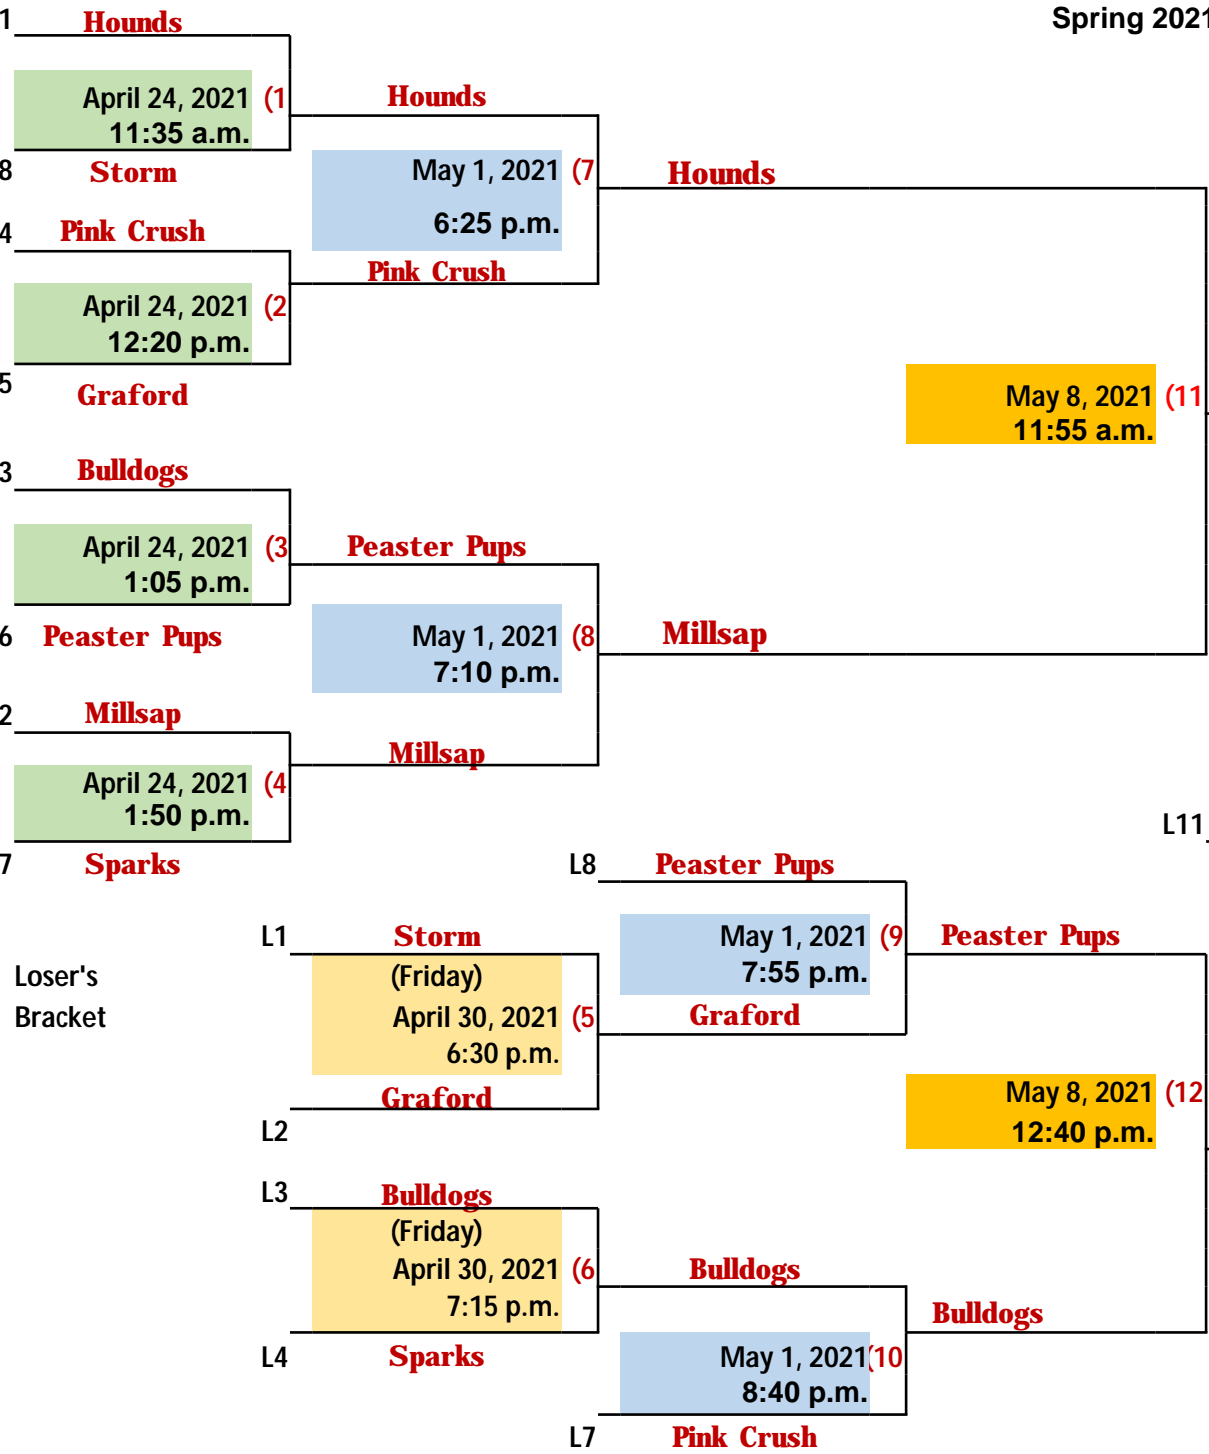 1 Hounds Spring 2021
April 24, 2021 (1 Hounds
11:35 a.m.
8 Storm May 1, 2021 (7 Hounds
4 Pink Crush 6:25 p.m.
Pink Crush
April 24, 2021 (2
12:20 p.m.
5 Graford May 8, 2021 (11
11:55 a.m.
3 Bulldogs
April 24, 2021 (3 Peaster Pups
1:05 p.m.
6 Peaster Pups May 1, 2021 (8 Millsap
7:10 p.m.
2 Millsap
Millsap
April 24, 2021 (4
1:50 p.m.
L11
7 Sparks L8 Peaster Pups
L1 Storm May 1, 2021 (9 Peaster Pups
Loser's (Friday) 7:55 p.m.
Bracket April 30, 2021 (5 Graford
6:30 p.m.
Graford May 8, 2021 (12
L2 12:40 p.m.
L3 Bulldogs
(Friday)
April 30, 2021 (6 Bulldogs
7:15 p.m. Bulldogs
L4 Sparks May 1, 2021 (10
8:40 p.m.
L7 Pink Crush